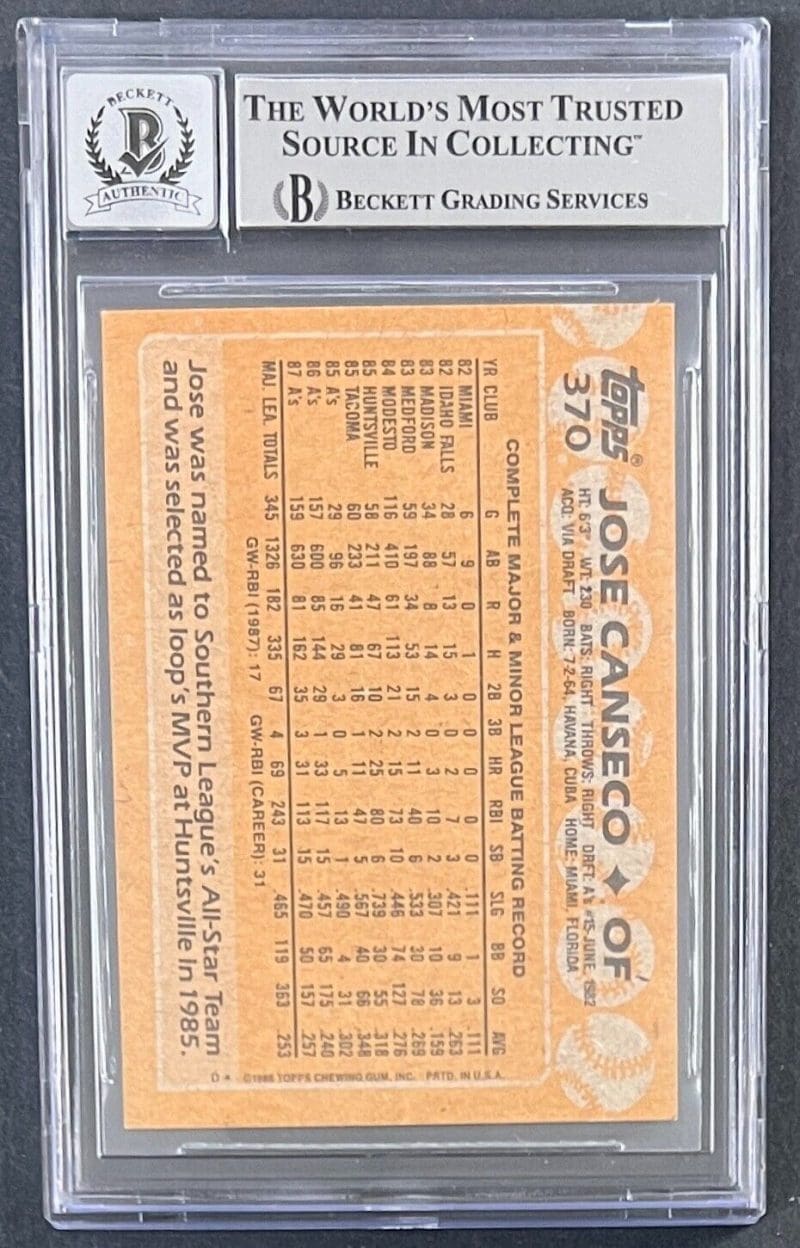 BECKETT
B
AUTHENTIC
THE WORLD'S MOST TRUSTED
SOURCE IN COLLECTING™
B BECKETT GRADING SERVICES
topps®
370
JOSE CANSECO ✦ OF
HT: 6'3" WT: 230 BATS: RIGHT THROWS: RIGHT DRFT: A's #15-JUNE, 1982
ACQ: VIA DRAFT BORN: 7-2-64, HAVANA, CUBA HOME: MIAMI, FLORIDA
COMPLETE MAJOR & MINOR LEAGUE BATTING RECORD
YR CLUB G AB R H 2B 3B HR RBI SB SLG BB SO AVG
82 MIAMI 6 9 0 1 0 0 0 0 0 .111 1 3 .111
82 IDAHO FALLS 28 57 13 15 3 0 2 7 3 .421 9 13 .263
83 MADISON 34 88 8 14 4 0 3 10 2 .307 10 36 .159
83 MEDFORD 59 197 34 53 15 2 11 40 6 .533 30 78 .269
84 MODESTO 116 410 61 113 21 2 15 73 10 .446 74 127 .276
85 HUNTSVILLE 58 211 47 67 10 2 25 80 6 .739 30 55 .318
85 TACOMA 60 233 41 81 16 1 11 47 5 .567 40 66 .348
85 A's 29 96 16 29 3 0 5 13 1 .490 4 31 .302
86 A's 157 600 85 144 29 1 33 117 15 .457 65 175 .240
87 A's 159 630 81 162 35 3 31 113 15 .470 50 157 .257
MAJ. LEA. TOTALS 345 1326 182 335 67 4 69 243 31 .465 119 363 .253
GW-RBI (1987): 17 GW-RBI (CAREER): 31
Jose was named to Southern League's All-Star Team
and was selected as loop's MVP at Huntsville in 1985.
D* ©1988 TOPPS CHEWING GUM, INC. PRTD. IN U.S.A.